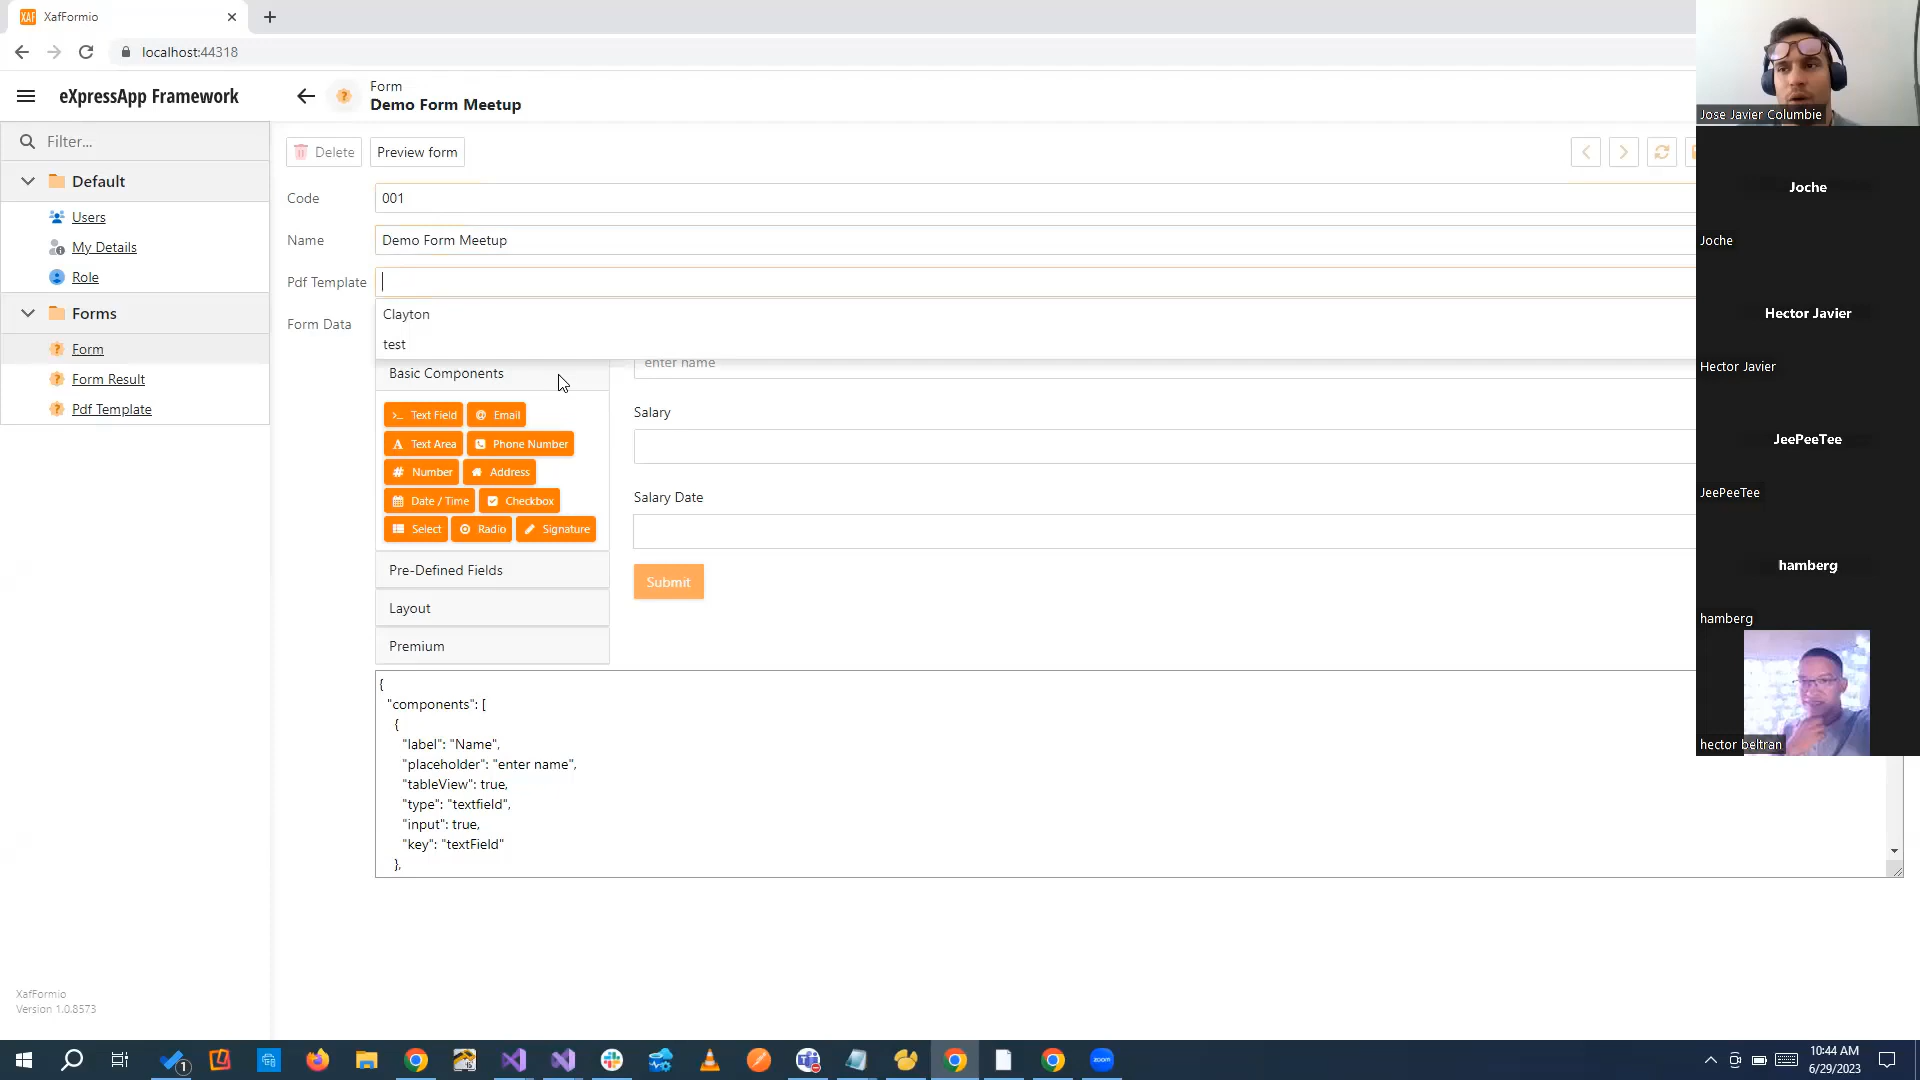 XafFormio
localhost:44318
eXpressApp Framework
Form
Demo Form Meetup
Filter...
Default
Users
My Details
Role
Forms
Form
Form Result
Pdf Template
Delete
Preview form
Code
001
Name
Demo Form Meetup
Pdf Template
Clayton
test
Form Data
Basic Components
>_ Text Field
@ Email
A Text Area
Phone Number
# Number
Address
Date / Time
Checkbox
Select
Radio
Signature
Pre-Defined Fields
Layout
Premium
enter name
Salary
Salary Date
Submit
{
"components": [
{
"label": "Name",
"placeholder": "enter name",
"tableView": true,
"type": "textfield",
"input": true,
"key": "textField"
},
XafFormio
Version 1.0.8573
Jose Javier Columbie
Joche
Joche
Hector Javier
Hector Javier
JeePeeTee
JeePeeTee
hamberg
hamberg
hector beltran
1
zoom
10:44 AM
6/29/2023